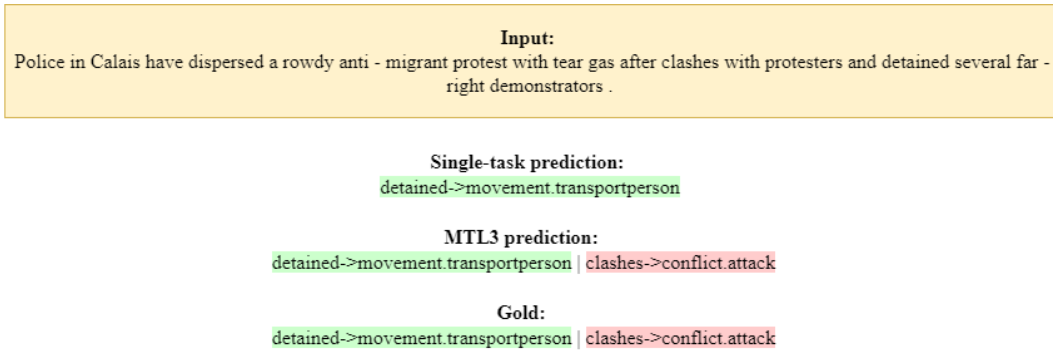 Input:
Police in Calais have dispersed a rowdy anti - migrant protest with tear gas after clashes with protesters and detained several far -
right demonstrators .
Single-task prediction:
detained->movement.transportperson
MTL3 prediction:
detained->movement.transportperson | clashes->conflict.attack
Gold:
detained->movement.transportperson | clashes->conflict.attack